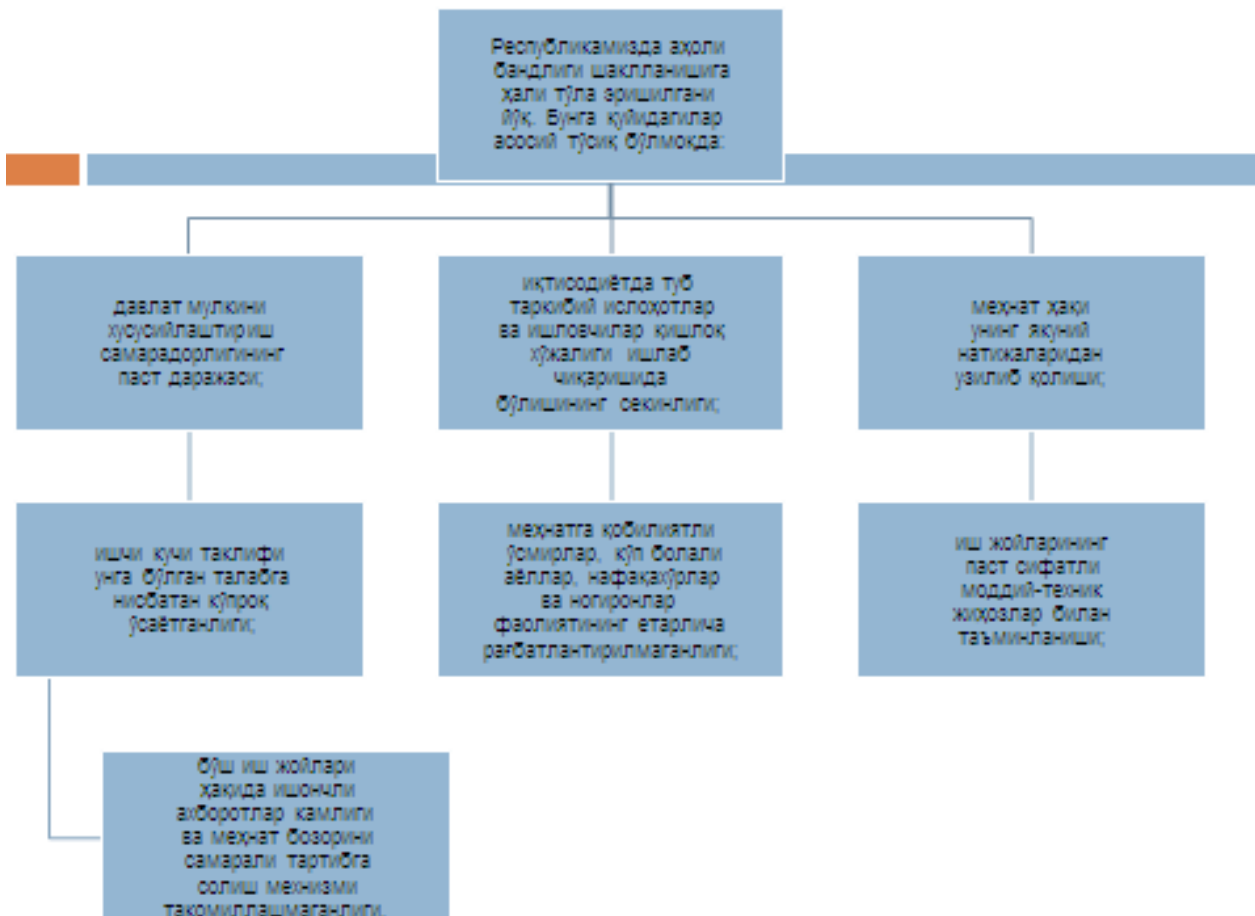 Республикамизда аҳоли
бандлиги шаклланишига
ҳали тўла эришилгани
йўқ. Бунга қуйидагилар
асосий тўсиқ бўлмоқда:
давлат мулкини
хусусийлаштириш
самарадорлигининг
паст даражаси;
иқтисодиётда туб
таркибий ислоҳотлар
ва ишловчилар қишлоқ
хўжалиги ишлаб
чиқаришида
бўлишининг секинлиги;
меҳнат ҳақи
унинг якуний
натижаларидан
узилиб қолиши;
ишчи кучи таклифи
унга бўлган талабга
нисбатан кўпроқ
ўсаётганлиги;
меҳнатга қобилиятли
ўсмирлар, кўп болали
аёллар, нафақахўрлар
ва ногиронлар
фаолиятининг етарлича
рағбатлантирилмаганлиги;
иш жойларининг
паст сифатли
моддий-техник
жиҳозлар билан
таъминланиши;
бўш иш жойлари
ҳақида ишончли
ахборотлар камлиги
ва меҳнат бозорини
самарали тартибга
солиш мехнизми
такомиллашмаганлиги.